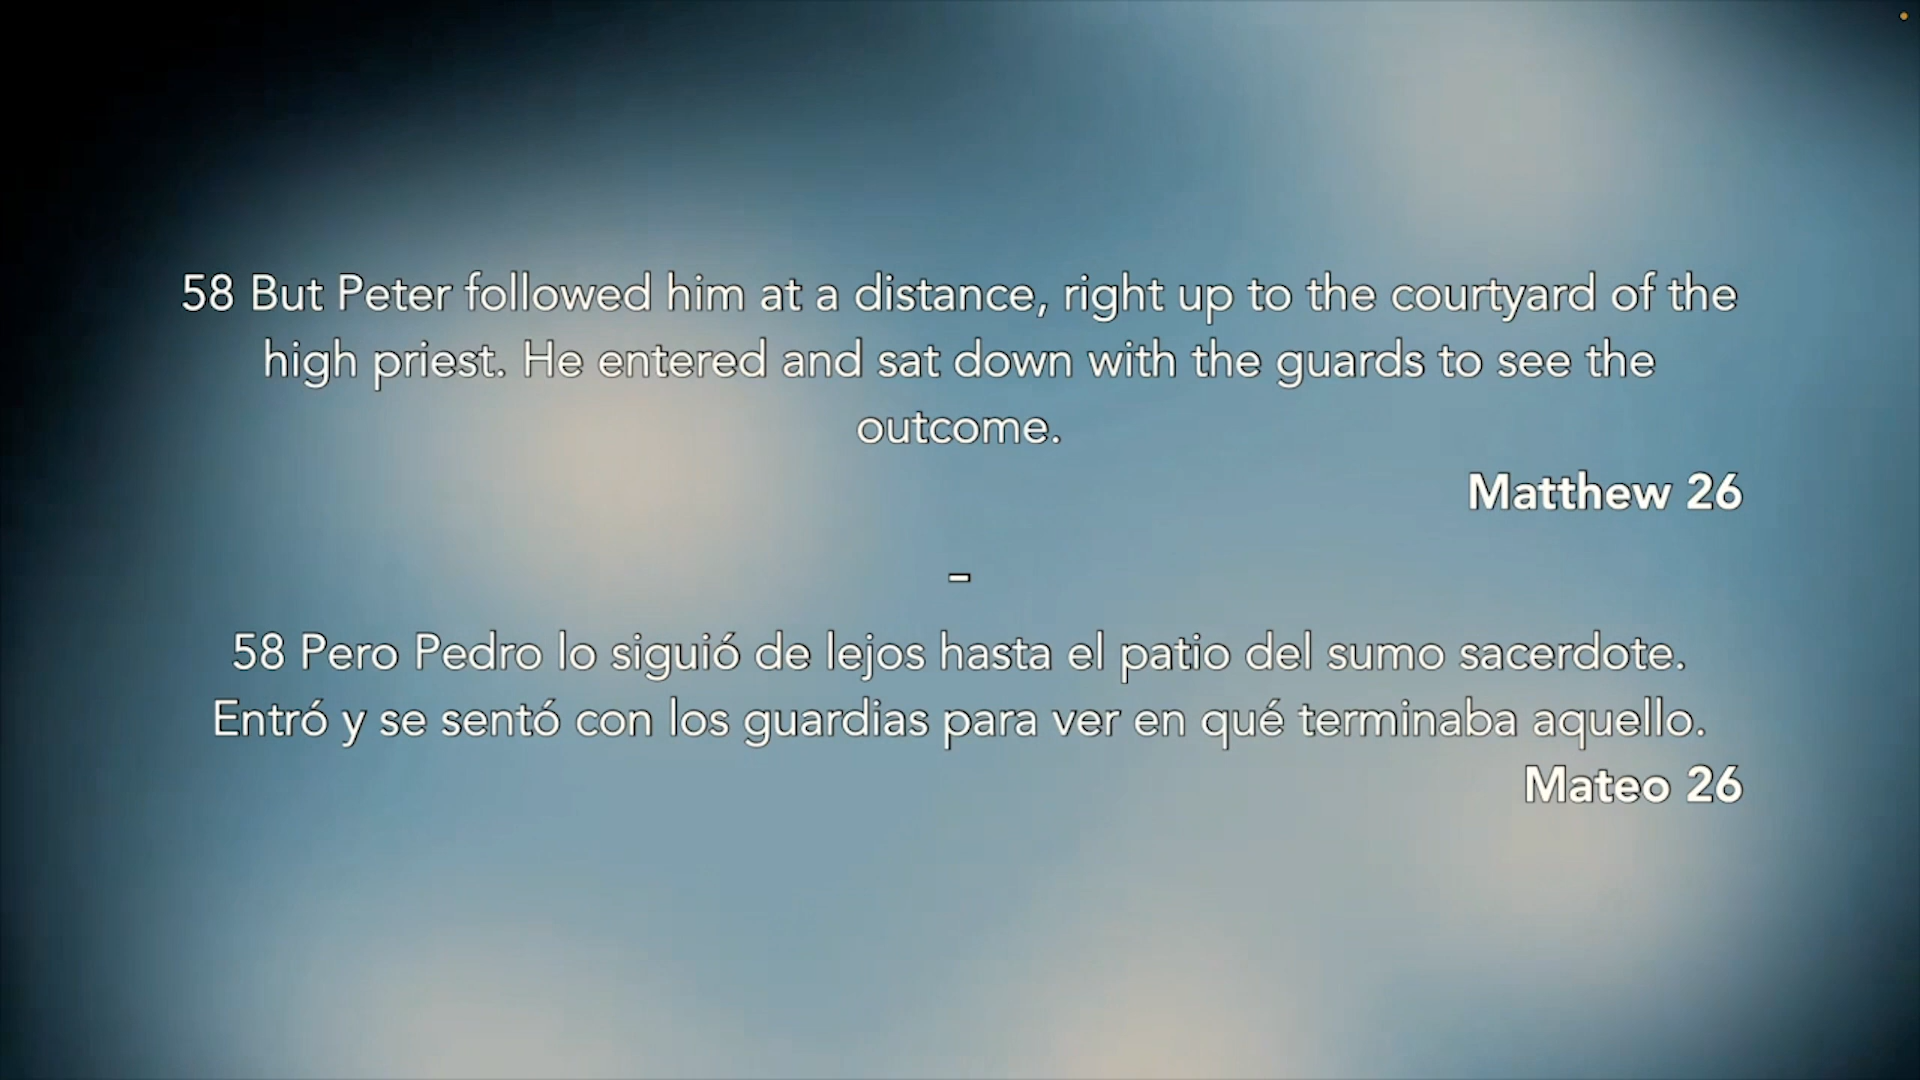 58 But Peter followed him at a distance, right up to the courtyard of the
high priest. He entered and sat down with the guards to see the
outcome.
Matthew 26
–
58 Pero Pedro lo siguió de lejos hasta el patio del sumo sacerdote.
Entró y se sentó con los guardias para ver en qué terminaba aquello.
Mateo 26